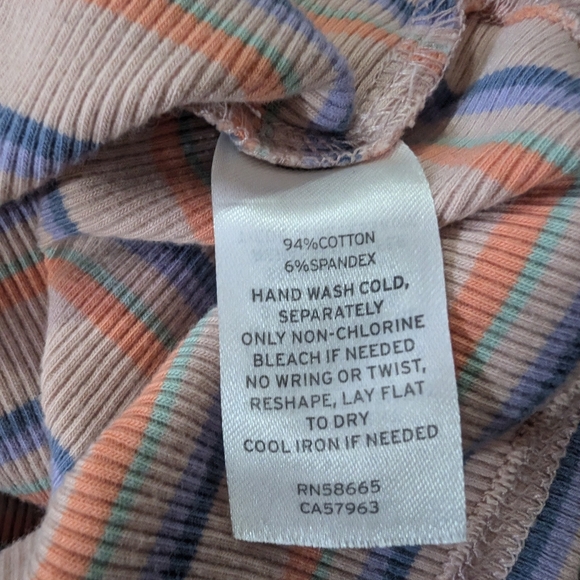 94%COTTON
6%SPANDEX
HAND WASH COLD,
SEPARATELY
ONLY NON-CHLORINE
BLEACH IF NEEDED
NO WRING OR TWIST,
RESHAPE, LAY FLAT
TO DRY
COOL IRON IF NEEDED
RN58665
CA57963